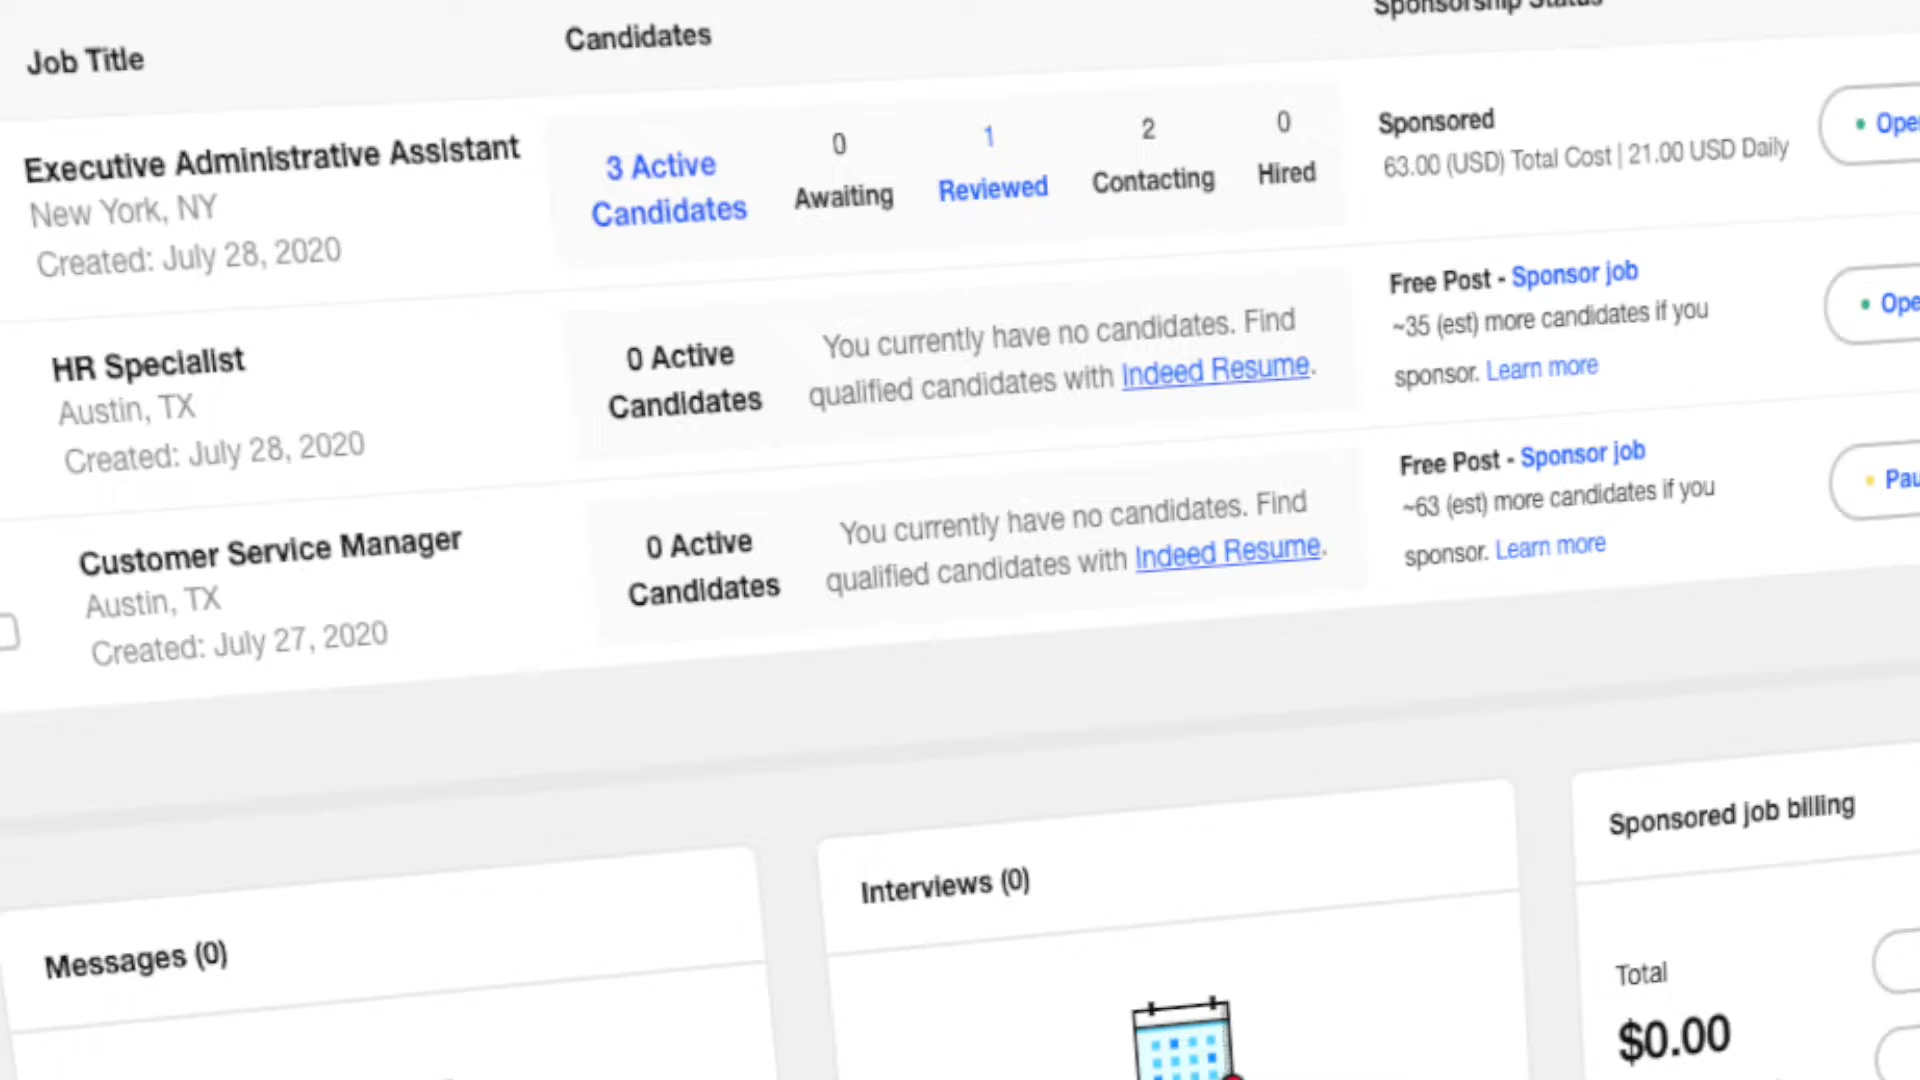 Job Title
Candidates
Sponsorship Status
Executive Administrative Assistant
New York, NY
Created: July 28, 2020
3 Active
Candidates
0
Awaiting
1
Reviewed
2
Contacting
0
Hired
Sponsored
63.00 (USD) Total Cost | 21.00 USD Daily
HR Specialist
Austin, TX
Created: July 28, 2020
0 Active
Candidates
You currently have no candidates. Find
qualified candidates with Indeed Resume.
Free Post - Sponsor job
~35 (est) more candidates if you
sponsor. Learn more
Customer Service Manager
Austin, TX
Created: July 27, 2020
0 Active
Candidates
You currently have no candidates. Find
qualified candidates with Indeed Resume.
Free Post - Sponsor job
~63 (est) more candidates if you
sponsor. Learn more
Messages (0)
Interviews (0)
Sponsored job billing
Total
$0.00